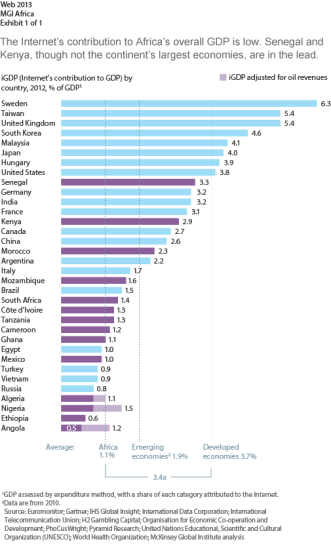 Web 2013
MGI Africa
Exhibit 1 of 1
The Internet's contribution to Africa's overall GDP is low. Senegal and
Kenya, though not the continent's largest economies, are in the lead.
iGDP (Internet's contribution to GDP) by
country, 2012, % of GDP¹
iGDP adjusted for oil revenues
Sweden 6.3
Taiwan 5.4
United Kingdom 5.4
South Korea 4.6
Malaysia 4.1
Japan 4.0
Hungary 3.9
United States 3.8
Senegal 3.3
Germany 3.2
India 3.2
France 3.1
Kenya 2.9
Canada 2.7
China 2.6
Morocco 2.3
Argentina 2.2
Italy 1.7
Mozambique 1.6
Brazil 1.5
South Africa 1.4
Côte d'Ivoire 1.3
Tanzania 1.3
Cameroon 1.2
Ghana 1.1
Egypt 1.0
Mexico 1.0
Turkey 0.9
Vietnam 0.9
Russia 0.8
Algeria 1.1
Nigeria 1.5
Ethiopia 0.6
Angola 0.5 1.2
Average: Africa Emerging Developed
1.1% economies² 1.9% economies 3.7%
3.4x
¹GDP assessed by expenditure method, with a share of each category attributed to the Internet.
²Data are from 2010.
Source: Euromonitor; Gartner; IHS Global Insight; International Data Corporation; International
Telecommunication Union; H2 Gambling Capital; Organisation for Economic Co-operation and
Development; PhoCusWright; Pyramid Research; United Nations Educational, Scientific and Cultural
Organization (UNESCO); World Health Organization; McKinsey Global Institute analysis